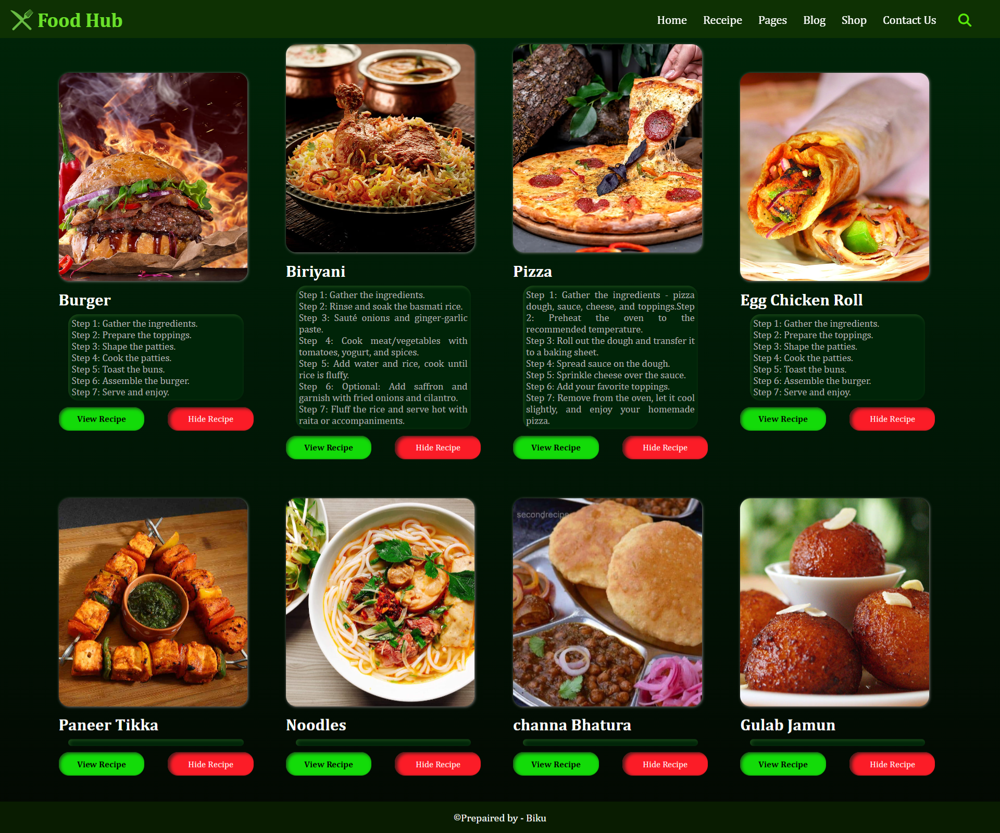 Food Hub
Home
Receipe
Pages
Blog
Shop
Contact Us
Burger
Step 1: Gather the ingredients.
Step 2: Prepare the toppings.
Step 3: Shape the patties.
Step 4: Cook the patties.
Step 5: Toast the buns.
Step 6: Assemble the burger.
Step 7: Serve and enjoy.
View Recipe
Hide Recipe
Biriyani
Step 1: Gather the ingredients.
Step 2: Rinse and soak the basmati rice.
Step 3: Sauté onions and ginger-garlic
paste.
Step 4: Cook meat/vegetables with
tomatoes, yogurt, and spices.
Step 5: Add water and rice, cook until
rice is fluffy.
Step 6: Optional: Add saffron and
garnish with fried onions and cilantro.
Step 7: Fluff the rice and serve hot with
raita or accompaniments.
View Recipe
Hide Recipe
Pizza
Step 1: Gather the ingredients - pizza
dough, sauce, cheese, and toppings.Step
2: Preheat the oven to the
recommended temperature.
Step 3: Roll out the dough and transfer it
to a baking sheet.
Step 4: Spread sauce on the dough.
Step 5: Sprinkle cheese over the sauce.
Step 6: Add your favorite toppings.
Step 7: Remove from the oven, let it cool
slightly, and enjoy your homemade
pizza.
View Recipe
Hide Recipe
Egg Chicken Roll
Step 1: Gather the ingredients.
Step 2: Prepare the toppings.
Step 3: Shape the patties.
Step 4: Cook the patties.
Step 5: Toast the buns.
Step 6: Assemble the burger.
Step 7: Serve and enjoy.
View Recipe
Hide Recipe
Paneer Tikka
View Recipe
Hide Recipe
Noodles
View Recipe
Hide Recipe
secondrecipe
channa Bhatura
View Recipe
Hide Recipe
Gulab Jamun
View Recipe
Hide Recipe
©Prepaired by - Biku